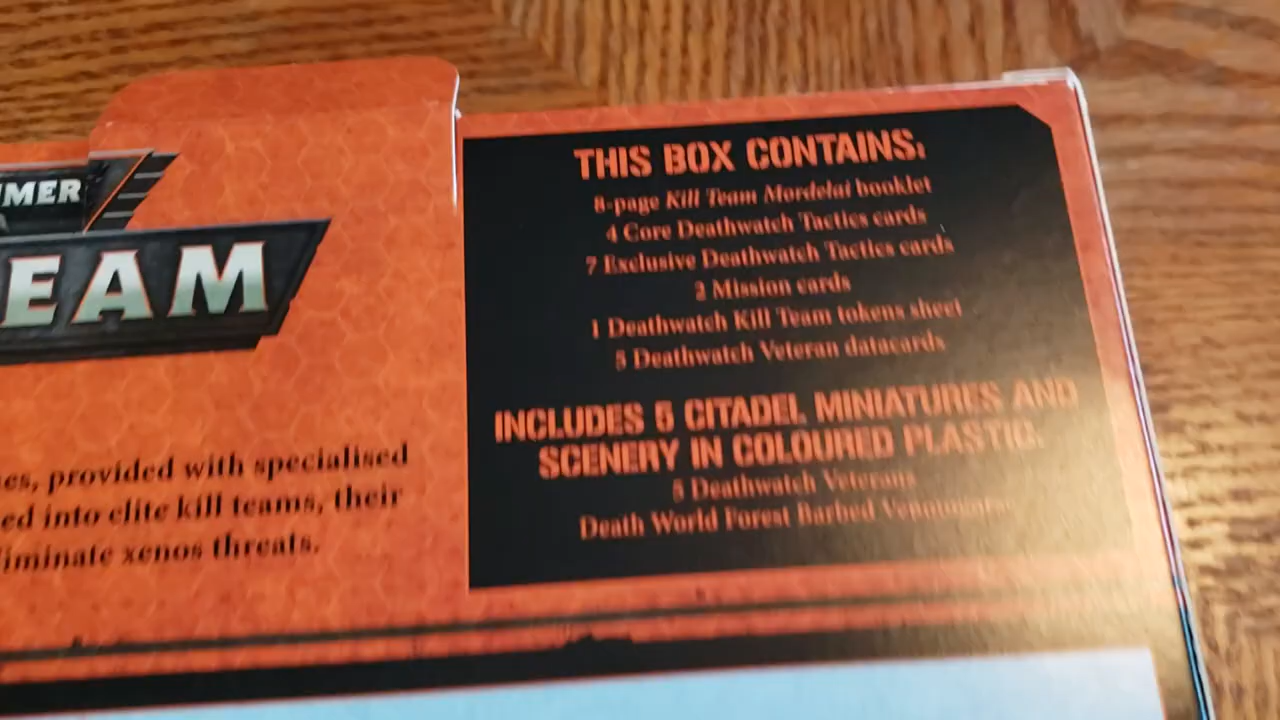 UMER
EAM
THIS BOX CONTAINS:
8-page Kill Team Mordelai booklet
4 Core Deathwatch Tactics cards
7 Exclusive Deathwatch Tactics cards
2 Mission cards
1 Deathwatch Kill Team tokens sheet
5 Deathwatch Veteran datacards
INCLUDES 5 CITADEL MINIATURES AND
SCENERY IN COLOURED PLASTIC.
5 Deathwatch Veterans
Death World Forest Barbed
es, provided with specialised
ed into elite kill teams, their
liminate xenos threats.